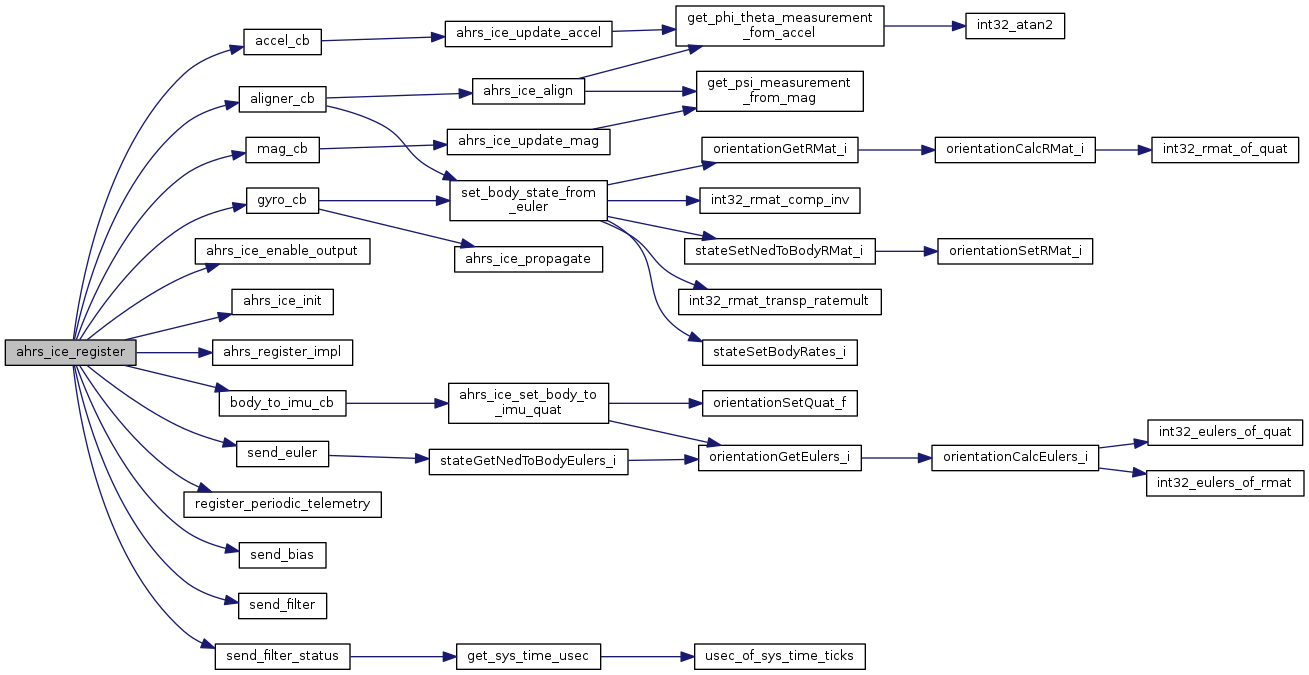 ahrs_ice_register
accel_cb
aligner_cb
mag_cb
gyro_cb
ahrs_ice_enable_output
ahrs_ice_init
ahrs_register_impl
body_to_imu_cb
send_euler
register_periodic_telemetry
send_bias
send_filter
send_filter_status
ahrs_ice_update_accel
ahrs_ice_align
ahrs_ice_update_mag
set_body_state_from
_euler
ahrs_ice_propagate
ahrs_ice_set_body_to
_imu_quat
stateGetNedToBodyEulers_i
get_sys_time_usec
get_phi_theta_measurement
_fom_accel
get_psi_measurement
_from_mag
orientationGetRMat_i
int32_rmat_comp_inv
stateSetNedToBodyRMat_i
int32_rmat_transp_ratemult
stateSetBodyRates_i
orientationSetQuat_f
orientationGetEulers_i
usec_of_sys_time_ticks
int32_atan2
orientationCalcRMat_i
orientationSetRMat_i
orientationCalcEulers_i
int32_rmat_of_quat
int32_eulers_of_quat
int32_eulers_of_rmat